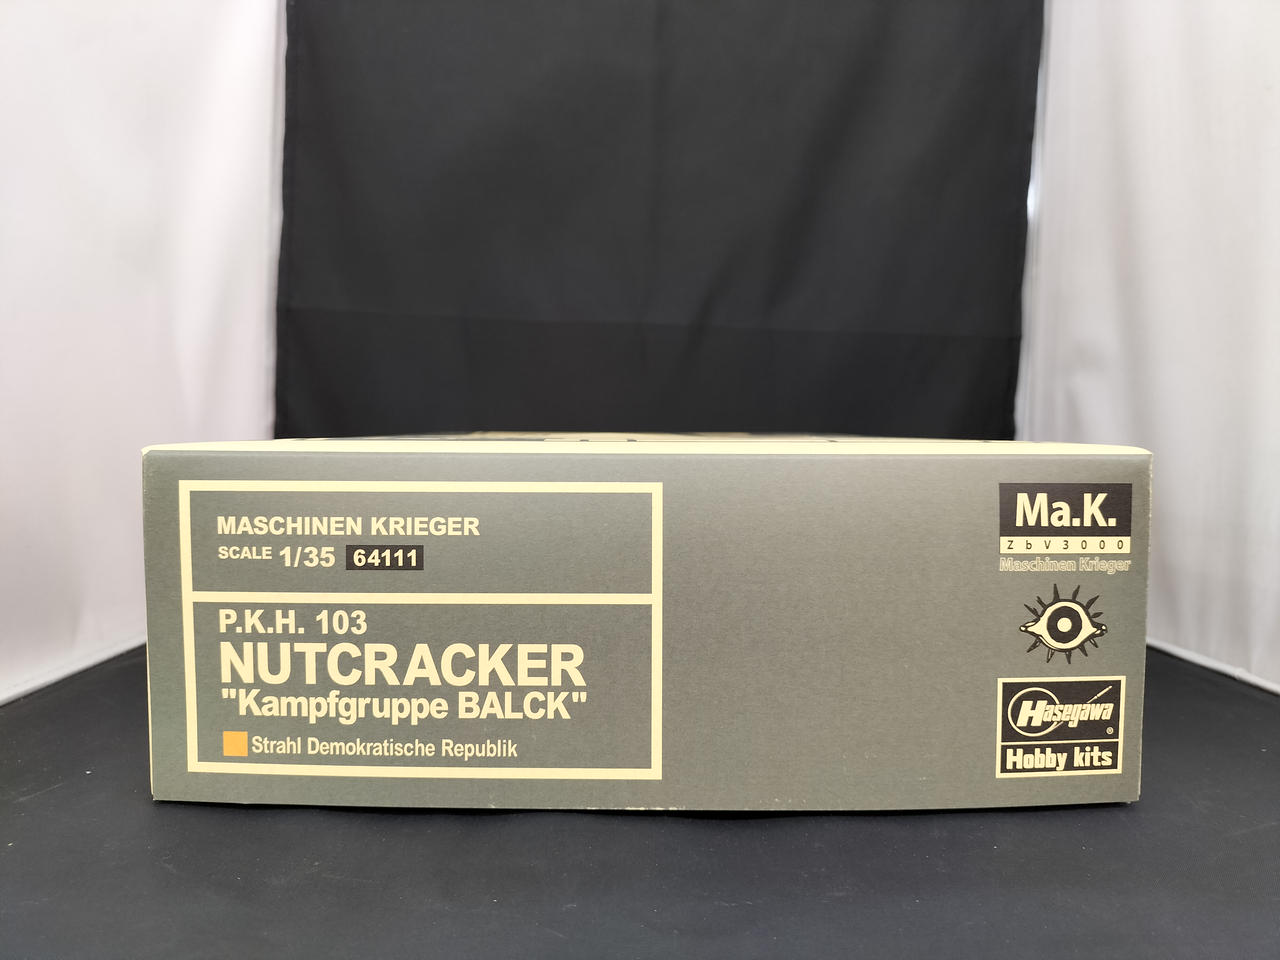 MASCHINEN KRIEGER
SCALE 1/35 64111
P.K.H. 103
NUTCRACKER
"Kampfgruppe BALCK"
Strahl Demokratische Republik
Ma.K.
ZbV3000
Maschinen Krieger
Hasegawa
®
Hobby kits